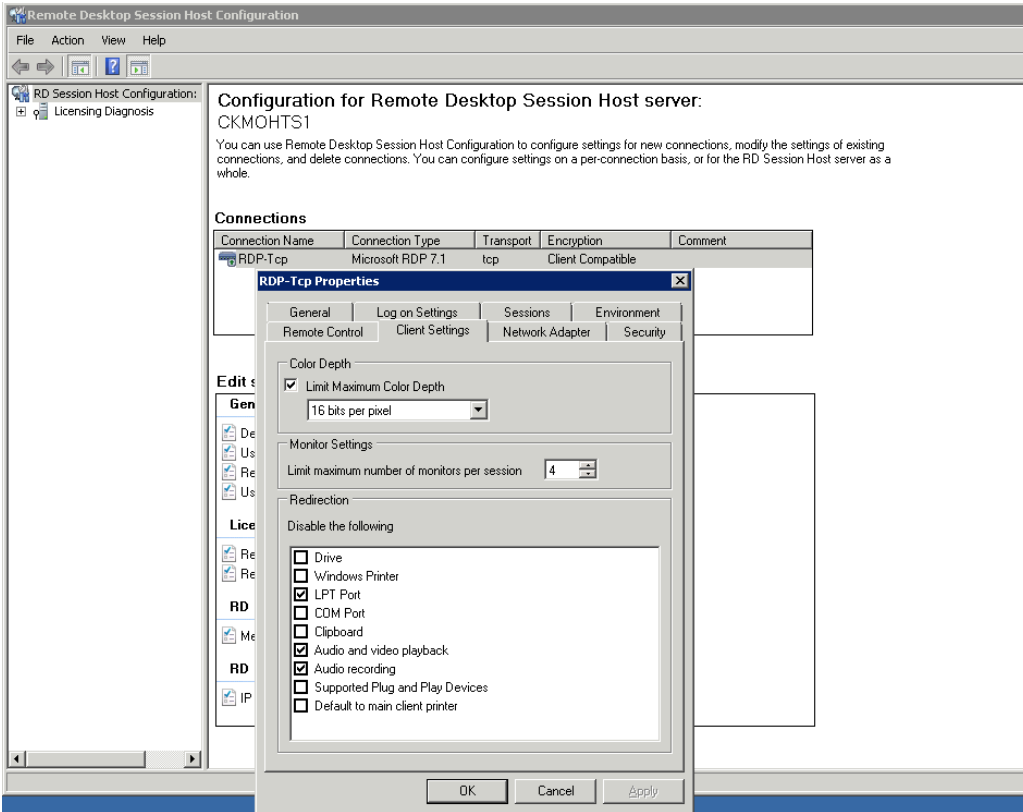 Remote Desktop Session Host Configuration
File Action View Help
RD Session Host Configuration:
Licensing Diagnosis
Configuration for Remote Desktop Session Host server:
CKMOHTS1
You can use Remote Desktop Session Host Configuration to configure settings for new connections, modify the settings of existing
connections, and delete connections. You can configure settings on a per-connection basis, or for the RD Session Host server as a
whole.
Connections
Connection Name Connection Type Transport Encryption Comment
RDP-Tcp Microsoft RDP 7.1 tcp Client Compatible
Edit s
Gen
De
Us
Re
Us
Lice
Re
Re
RD
Me
RD
IP
RDP-Tcp Properties
General Log on Settings Sessions Environment
Remote Control Client Settings Network Adapter Security
Color Depth
Limit Maximum Color Depth
16 bits per pixel
Monitor Settings
Limit maximum number of monitors per session 4
Redirection
Disable the following
Drive
Windows Printer
LPT Port
COM Port
Clipboard
Audio and video playback
Audio recording
Supported Plug and Play Devices
Default to main client printer
OK Cancel Apply